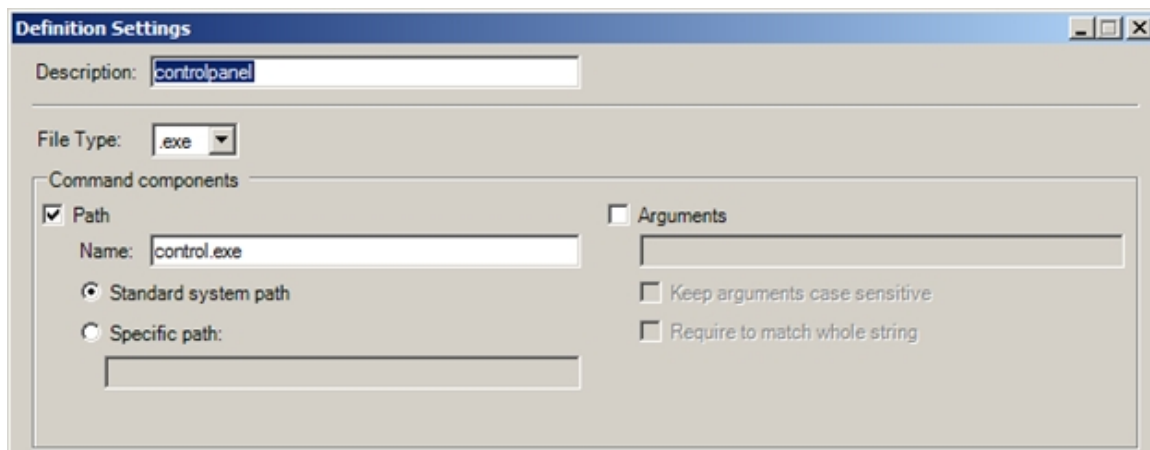 Definition Settings
Description: controlpanel
File Type: .exe
Command components
Path
Arguments
Name: control.exe
Standard system path
Keep arguments case sensitive
Specific path:
Require to match whole string